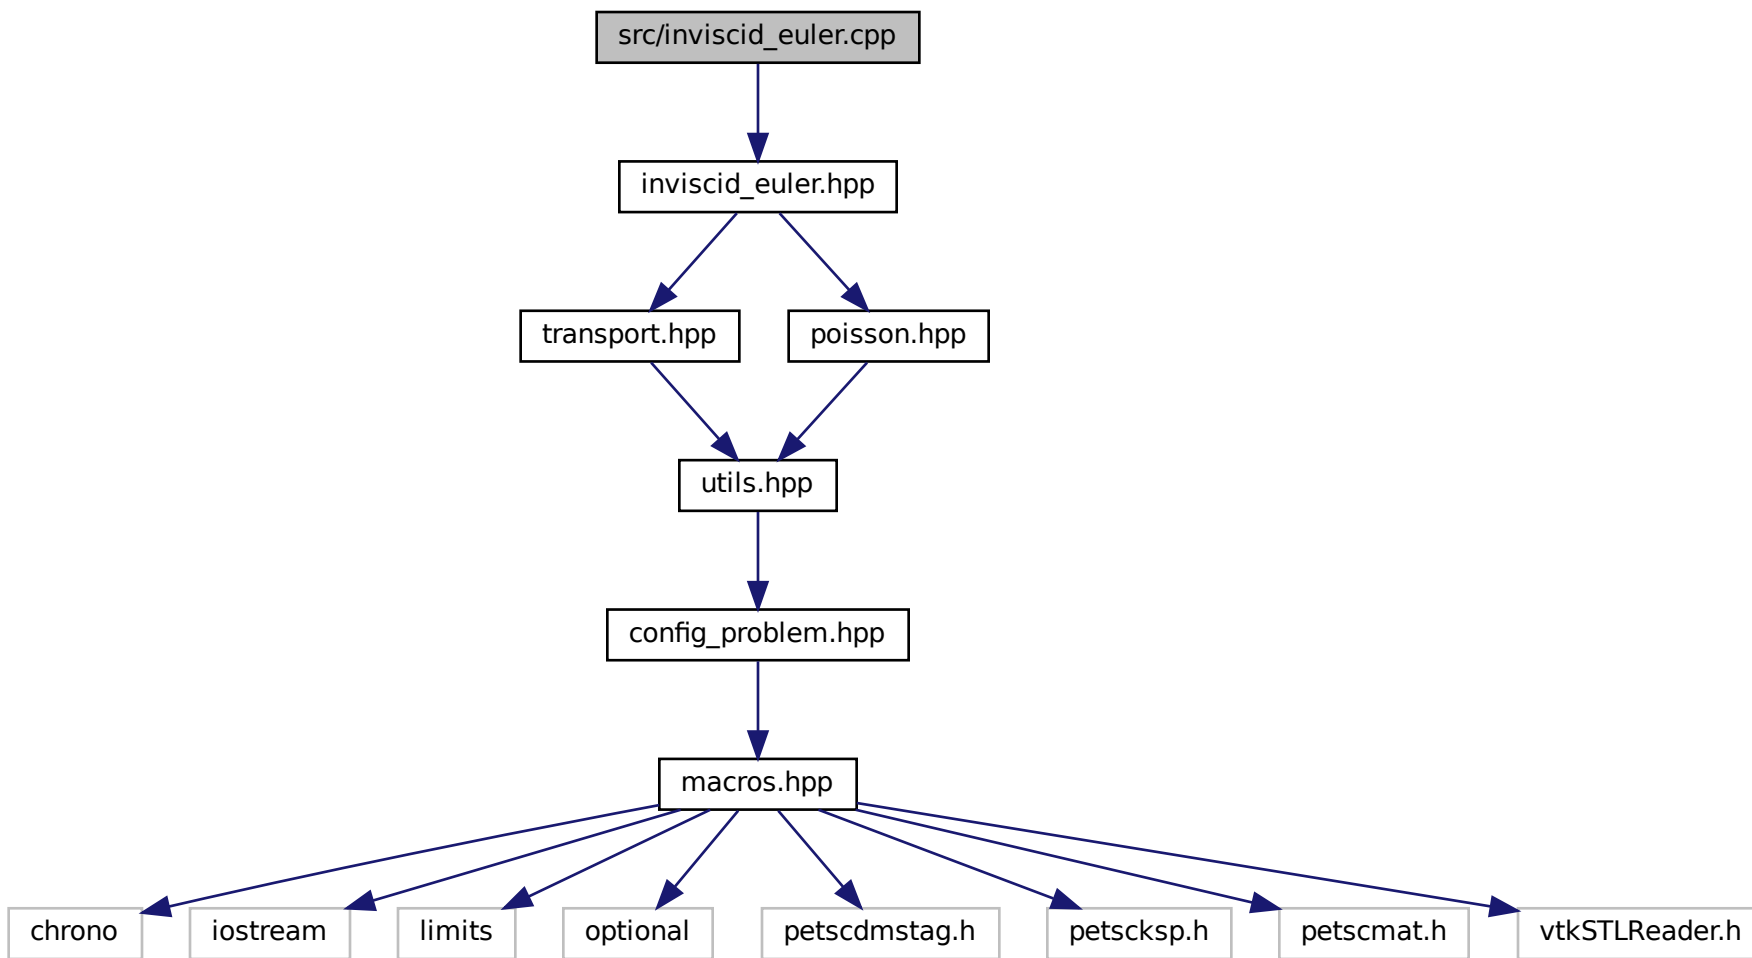 src/inviscid_euler.cpp
inviscid_euler.hpp
transport.hpp
poisson.hpp
utils.hpp
config_problem.hpp
macros.hpp
chrono
iostream
limits
optional
petscdmstag.h
petscksp.h
petscmat.h
vtkSTLReader.h